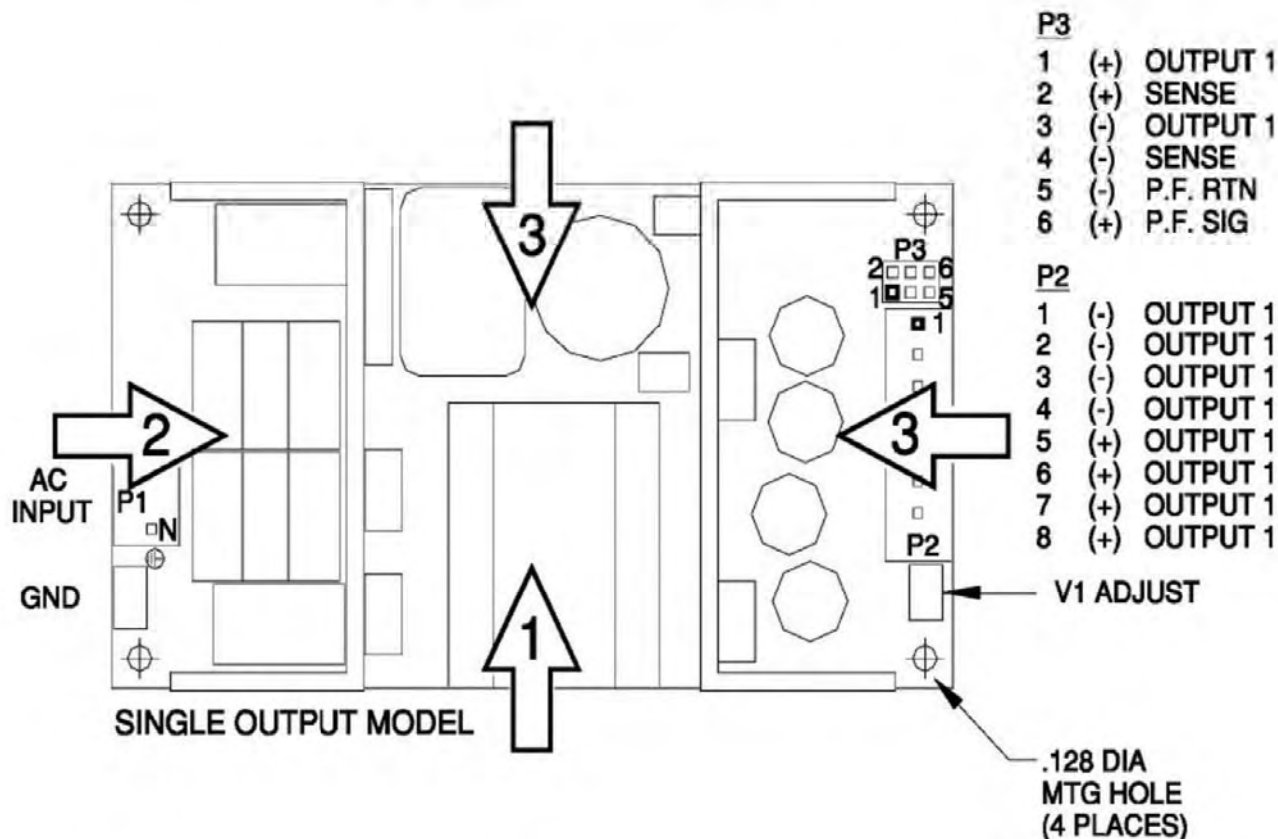 P3
1 (+) OUTPUT 1
2 (+) SENSE
3 (-) OUTPUT 1
4 (-) SENSE
5 (-) P.F. RTN
6 (+) P.F. SIG
P2
1 (-) OUTPUT 1
2 (-) OUTPUT 1
3 (-) OUTPUT 1
4 (-) OUTPUT 1
5 (+) OUTPUT 1
6 (+) OUTPUT 1
7 (+) OUTPUT 1
8 (+) OUTPUT 1
V1 ADJUST
.128 DIA
MTG HOLE
(4 PLACES)
3
P3
2 6
1 5
1
2
3
AC
INPUT
P1
N
P2
GND
1
SINGLE OUTPUT MODEL